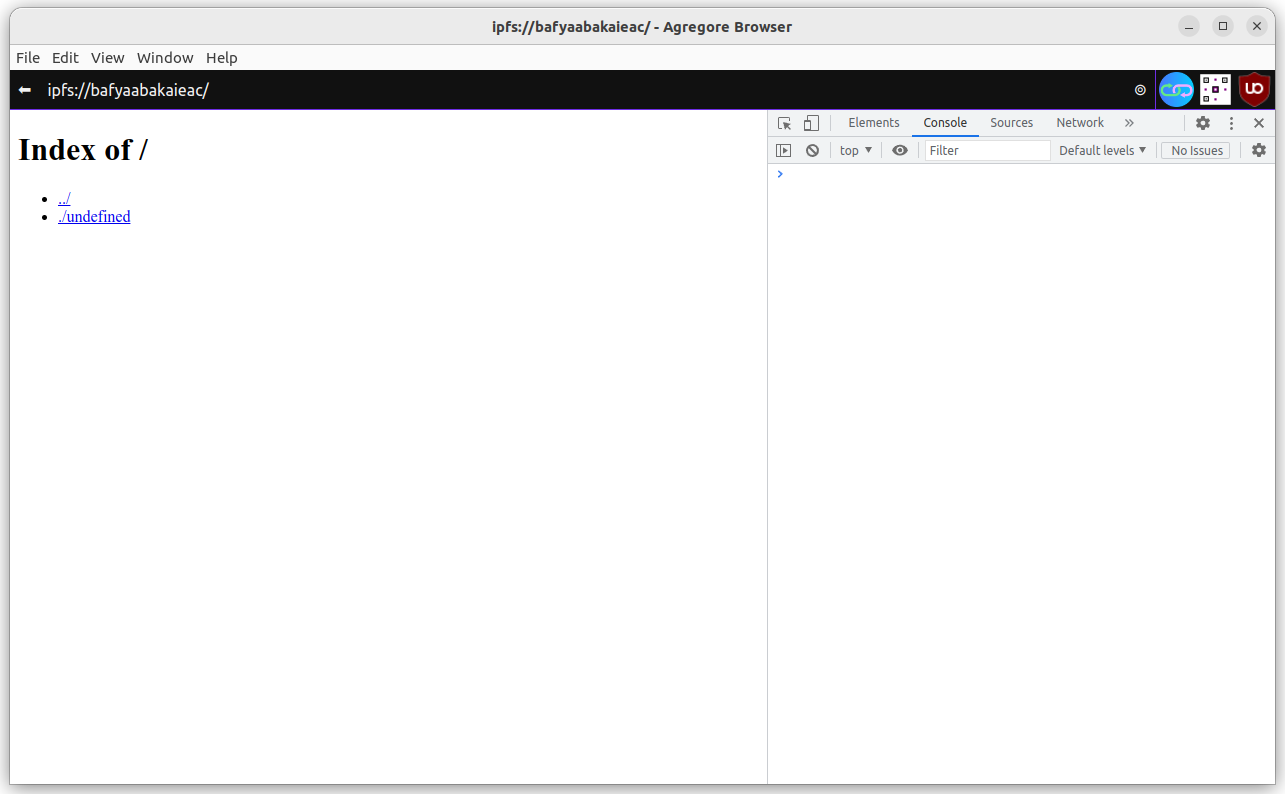 ipfs://bafyaabakaieac/ - Agregore Browser
File Edit View Window Help
ipfs://bafyaabakaieac/
UO
Elements Console Sources Network
top Filter Default levels No Issues
Index of /
../
./undefined